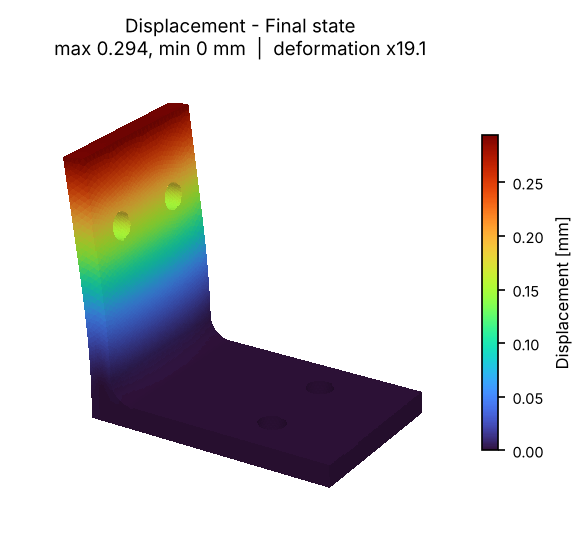 Displacement - Final state
max 0.294, min 0 mm | deformation x19.1
0.25
0.20
0.15
0.10
0.05
0.00
Displacement [mm]